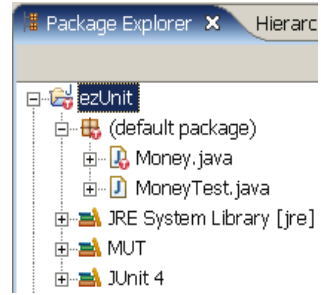 Package Explorer Hierarc
ezUnit
(default package)
Money.java
MoneyTest.java
JRE System Library [jre]
MUT
JUnit 4